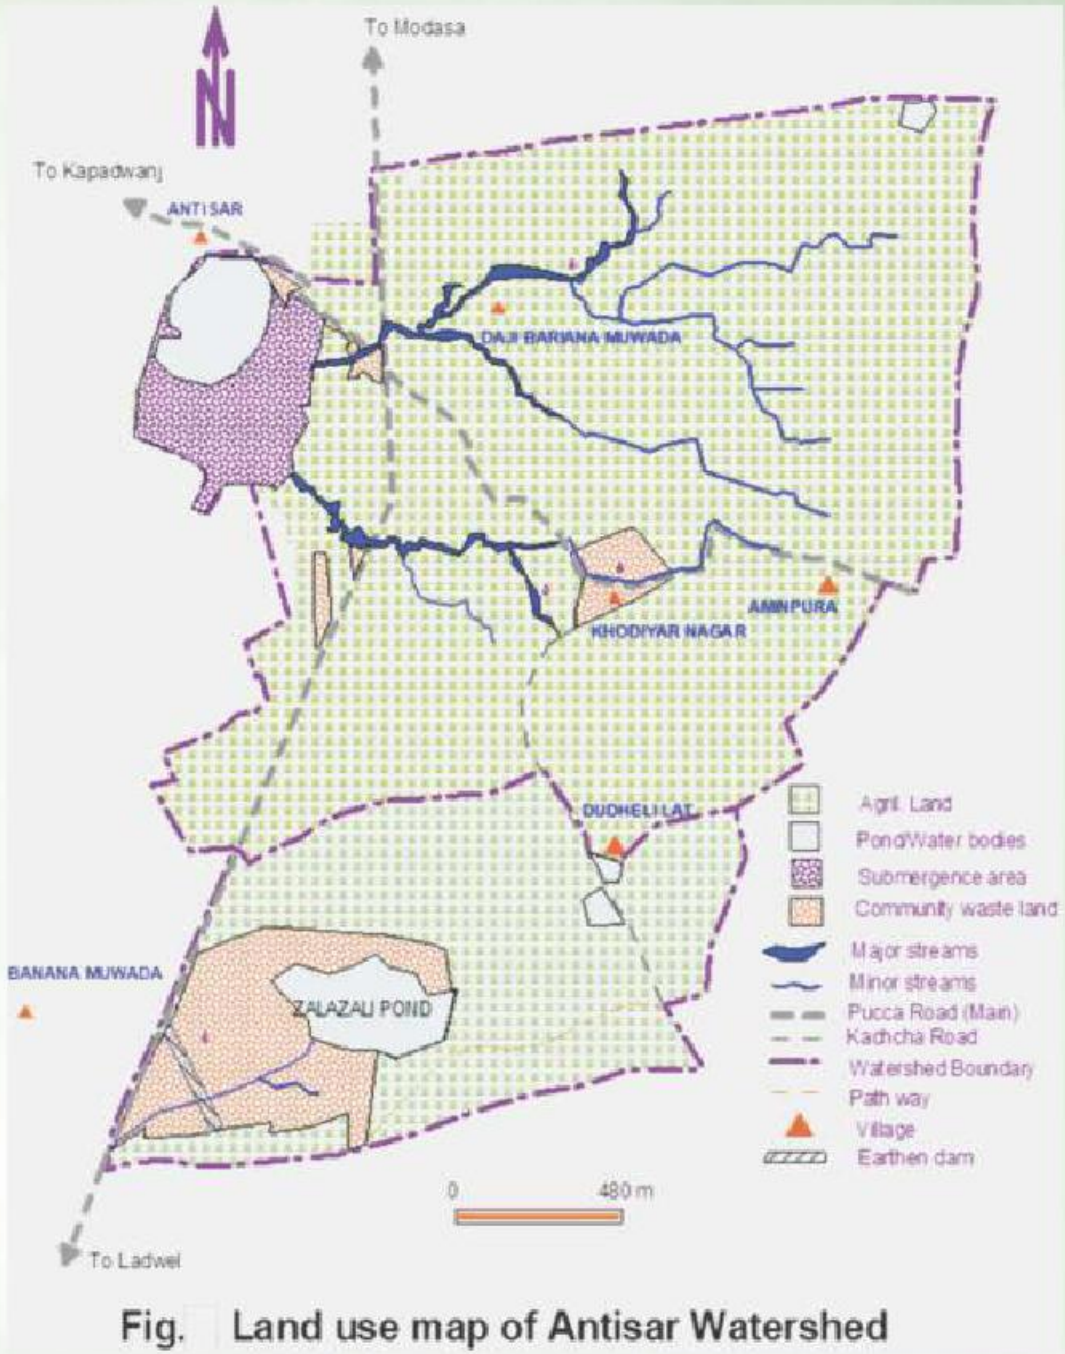 To Modasa
N
To Kapadwanj
ANTISAR
DAJI BARIANA MUWADA
AMINPURA
KHODIYAR NAGAR
DUDHELI LAT
BANANA MUWADA
ZALAZALI POND
Agril. Land
Pond/Water bodies
Submergence area
Community waste land
Major streams
Minor streams
Pucca Road (Main)
Kachcha Road
Watershed Boundary
Path way
Village
Earthen dam
0 480 m
To Ladwel
Fig. Land use map of Antisar Watershed